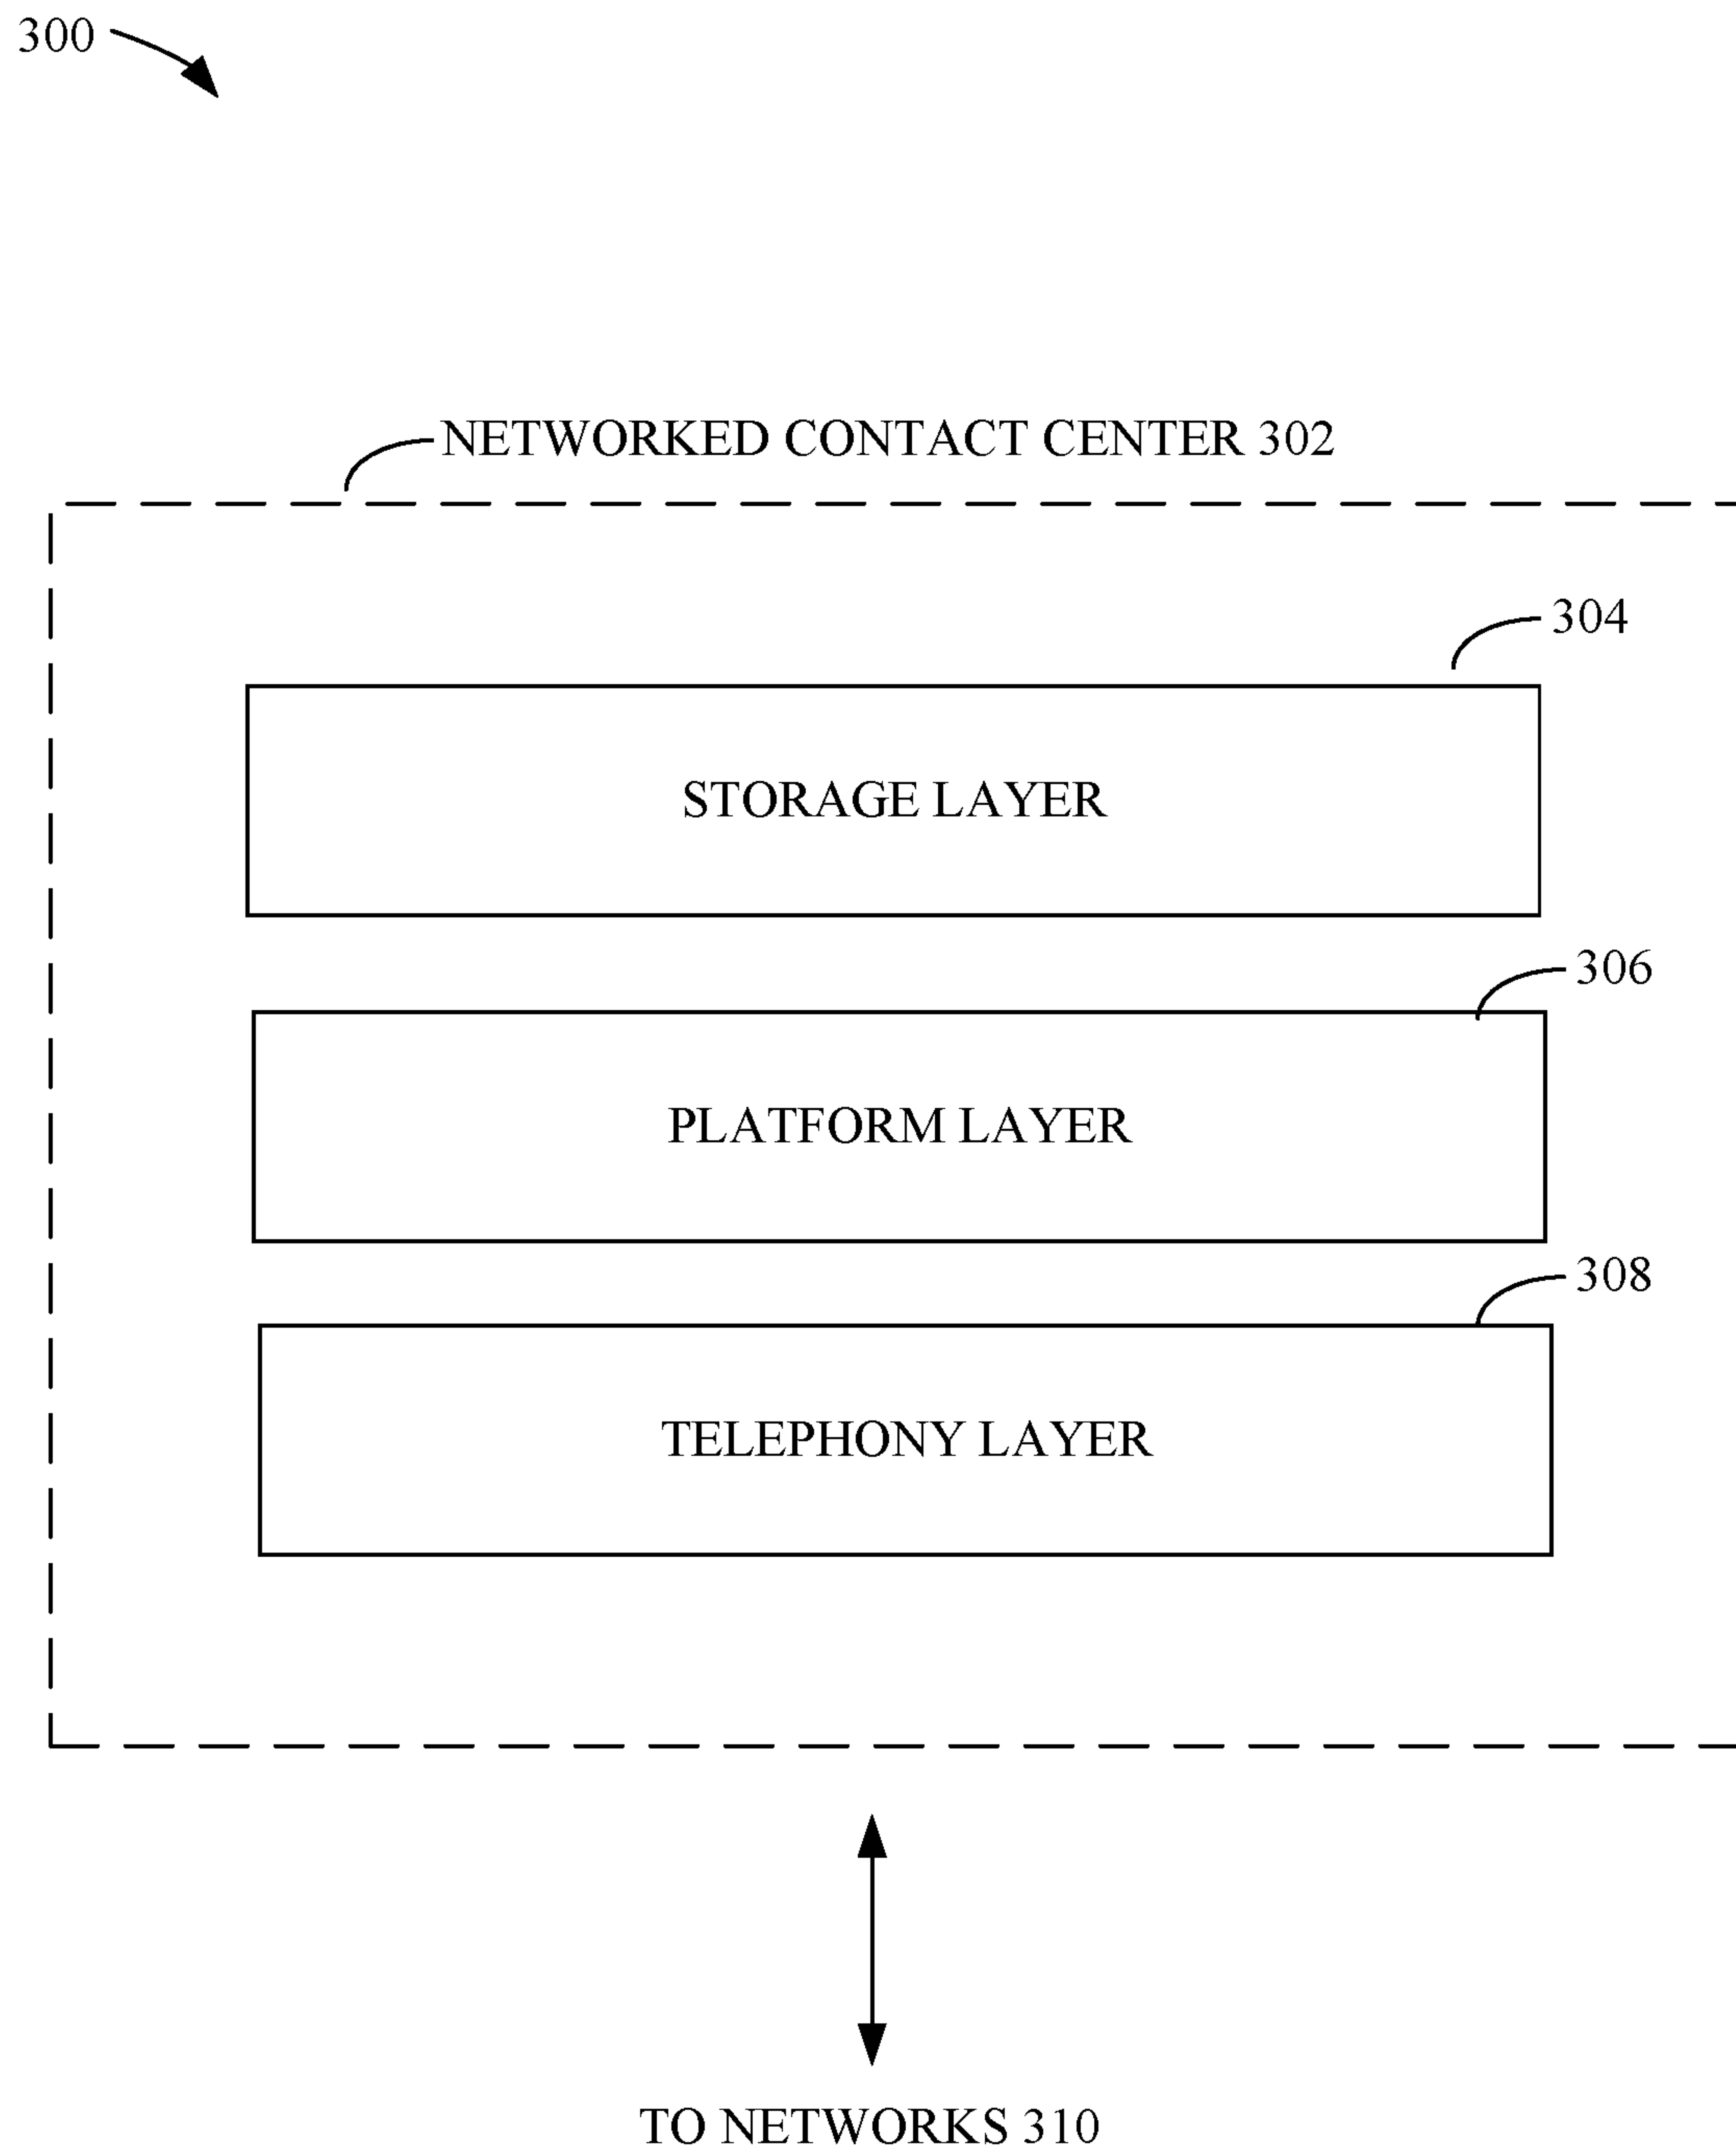 300
NETWORKED CONTACT CENTER 302
304
STORAGE LAYER
306
PLATFORM LAYER
308
TELEPHONY LAYER
TO NETWORKS 310